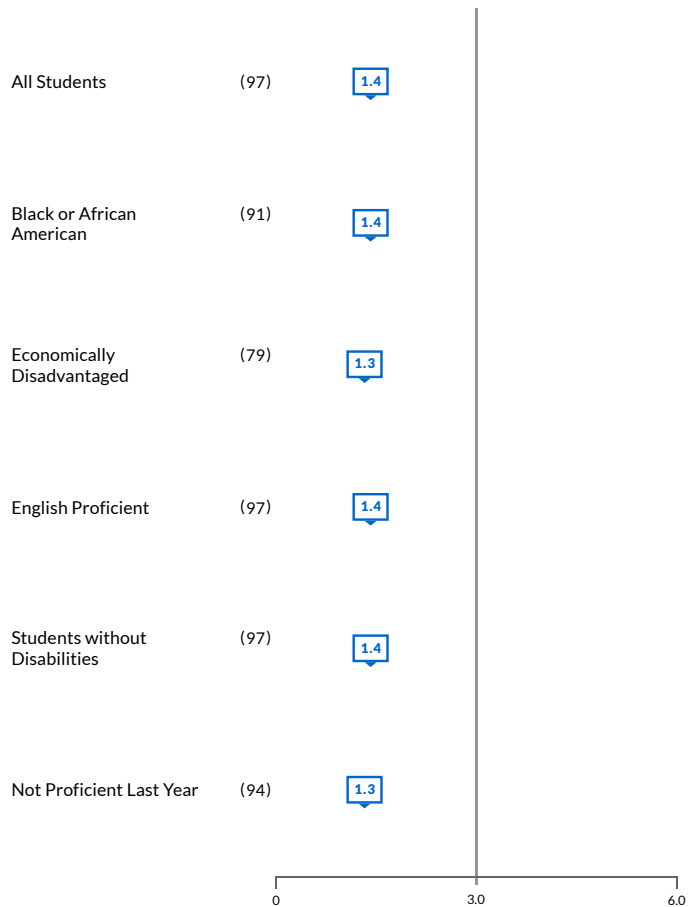 All Students (97) 1.4
Black or African (91) 1.4
American
Economically (79) 1.3
Disadvantaged
English Proficient (97) 1.4
Students without (97) 1.4
Disabilities
Not Proficient Last Year (94) 1.3
0 3.0 6.0